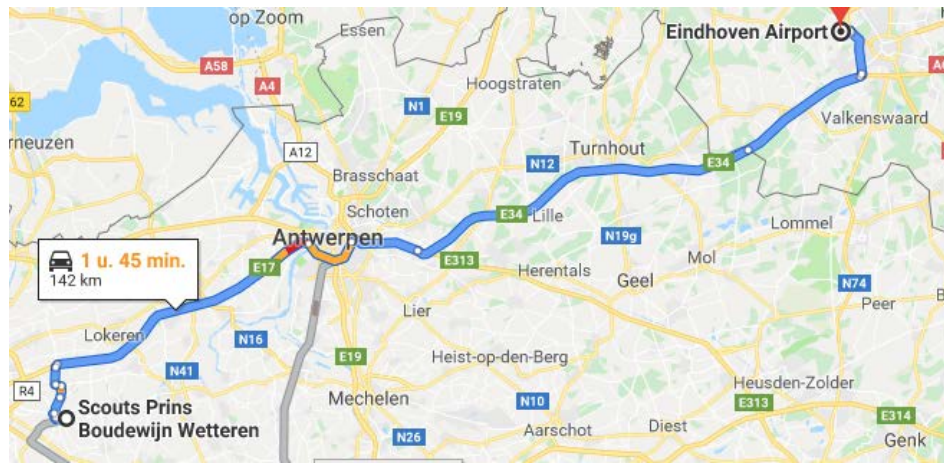 op Zoom
Essen
Eindhoven Airport
A58
A4
Hoogstraten
62
N1
E19
Valkenswaard
rneuzen
A12
Turnhout
N12
E34
Brasschaat
Schoten
E34
Lille
Lommel
Antwerpen
N19g
1 u. 45 min.
142 km
E17
E313
Mol
Herentals
Geel
N74
Peer
Lier
Lokeren
N16
E19
Heist-op-den-Berg
N41
R4
Heusden-Zolder
Scouts Prins
Boudewijn Wetteren
Mechelen
N10
E313
E314
N26
Aarschot
Diest
Genk